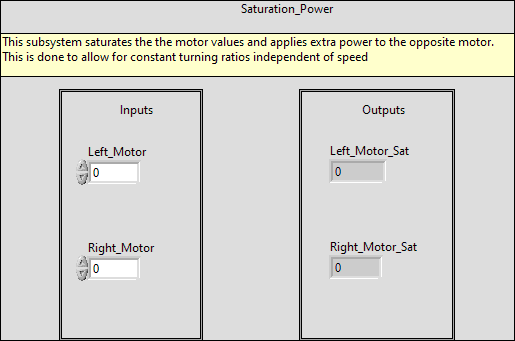 Saturation_Power
This subsystem saturates the the motor values and applies extra power to the opposite motor.
This is done to allow for constant turning ratios independent of speed
Inputs
Outputs
Left_Motor
0
Left_Motor_Sat
0
Right_Motor
0
Right_Motor_Sat
0